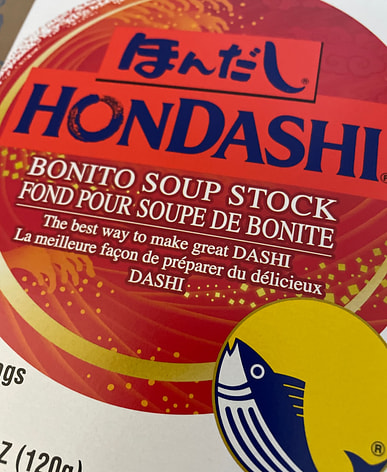 ほんだし®
HONDASHI®
BONITO SOUP STOCK
FOND POUR SOUPE DE BONITE
The best way to make great DASHI
La meilleure façon de préparer du délicieux
DASHI
®
(120g)